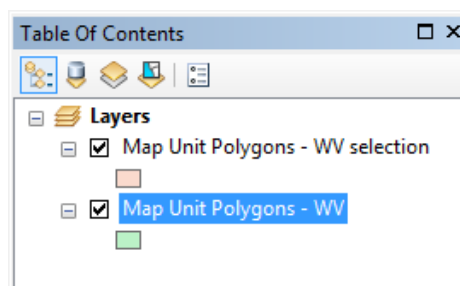 Table Of Contents
Layers
Map Unit Polygons - WV selection
Map Unit Polygons - WV